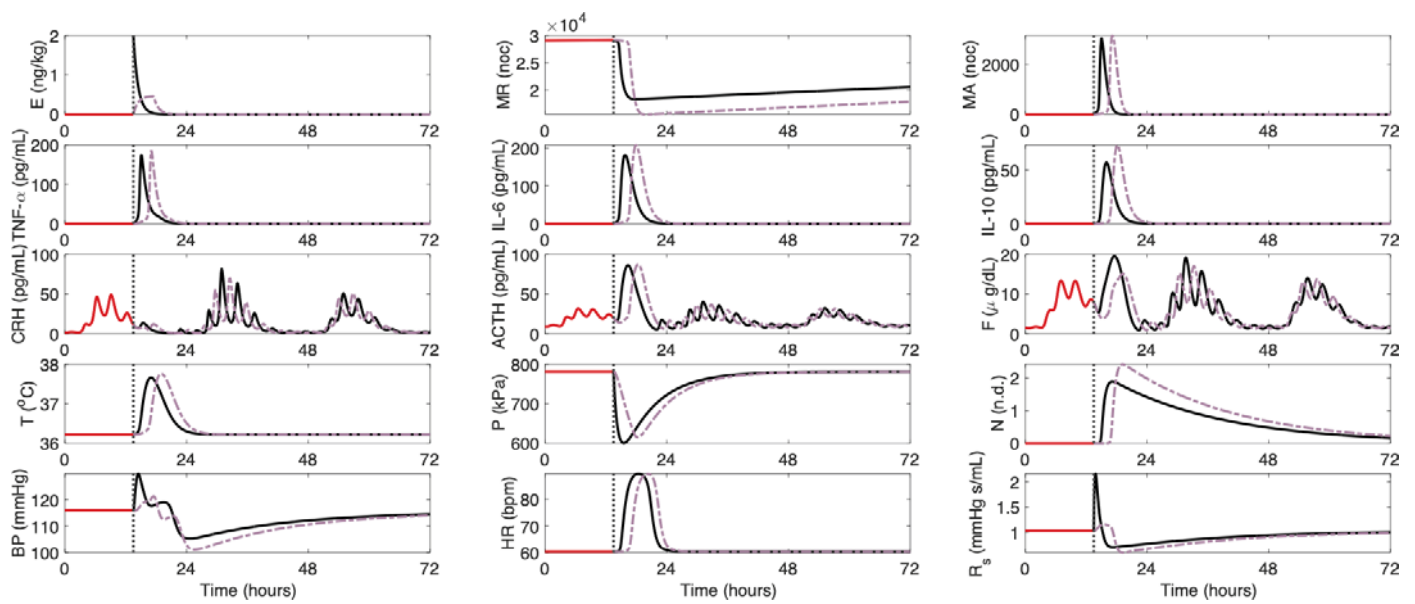 E (ng/kg)
2
1
0
0 24 48 72
× 10⁴
MR (noc)
3
2.5
2
0 24 48 72
MA (noc)
2000
0
0 24 48 72
TNF-α (pg/mL)
200
100
0
0 24 48 72
IL-6 (pg/mL)
200
100
0
0 24 48 72
IL-10 (pg/mL)
50
0
0 24 48 72
CRH (pg/mL)
100
50
0
0 24 48 72
ACTH (pg/mL)
100
50
0
0 24 48 72
F (μ g/dL)
20
10
0
0 24 48 72
T (ºC)
38
37
36
0 24 48 72
P (kPa)
800
700
600
0 24 48 72
N (n.d.)
2
1
0
0 24 48 72
BP (mmHg)
120
110
100
0 24 48 72
Time (hours)
HR (bpm)
80
70
60
0 24 48 72
Time (hours)
Rₛ (mmHg s/mL)
2
1.5
1
0 24 48 72
Time (hours)